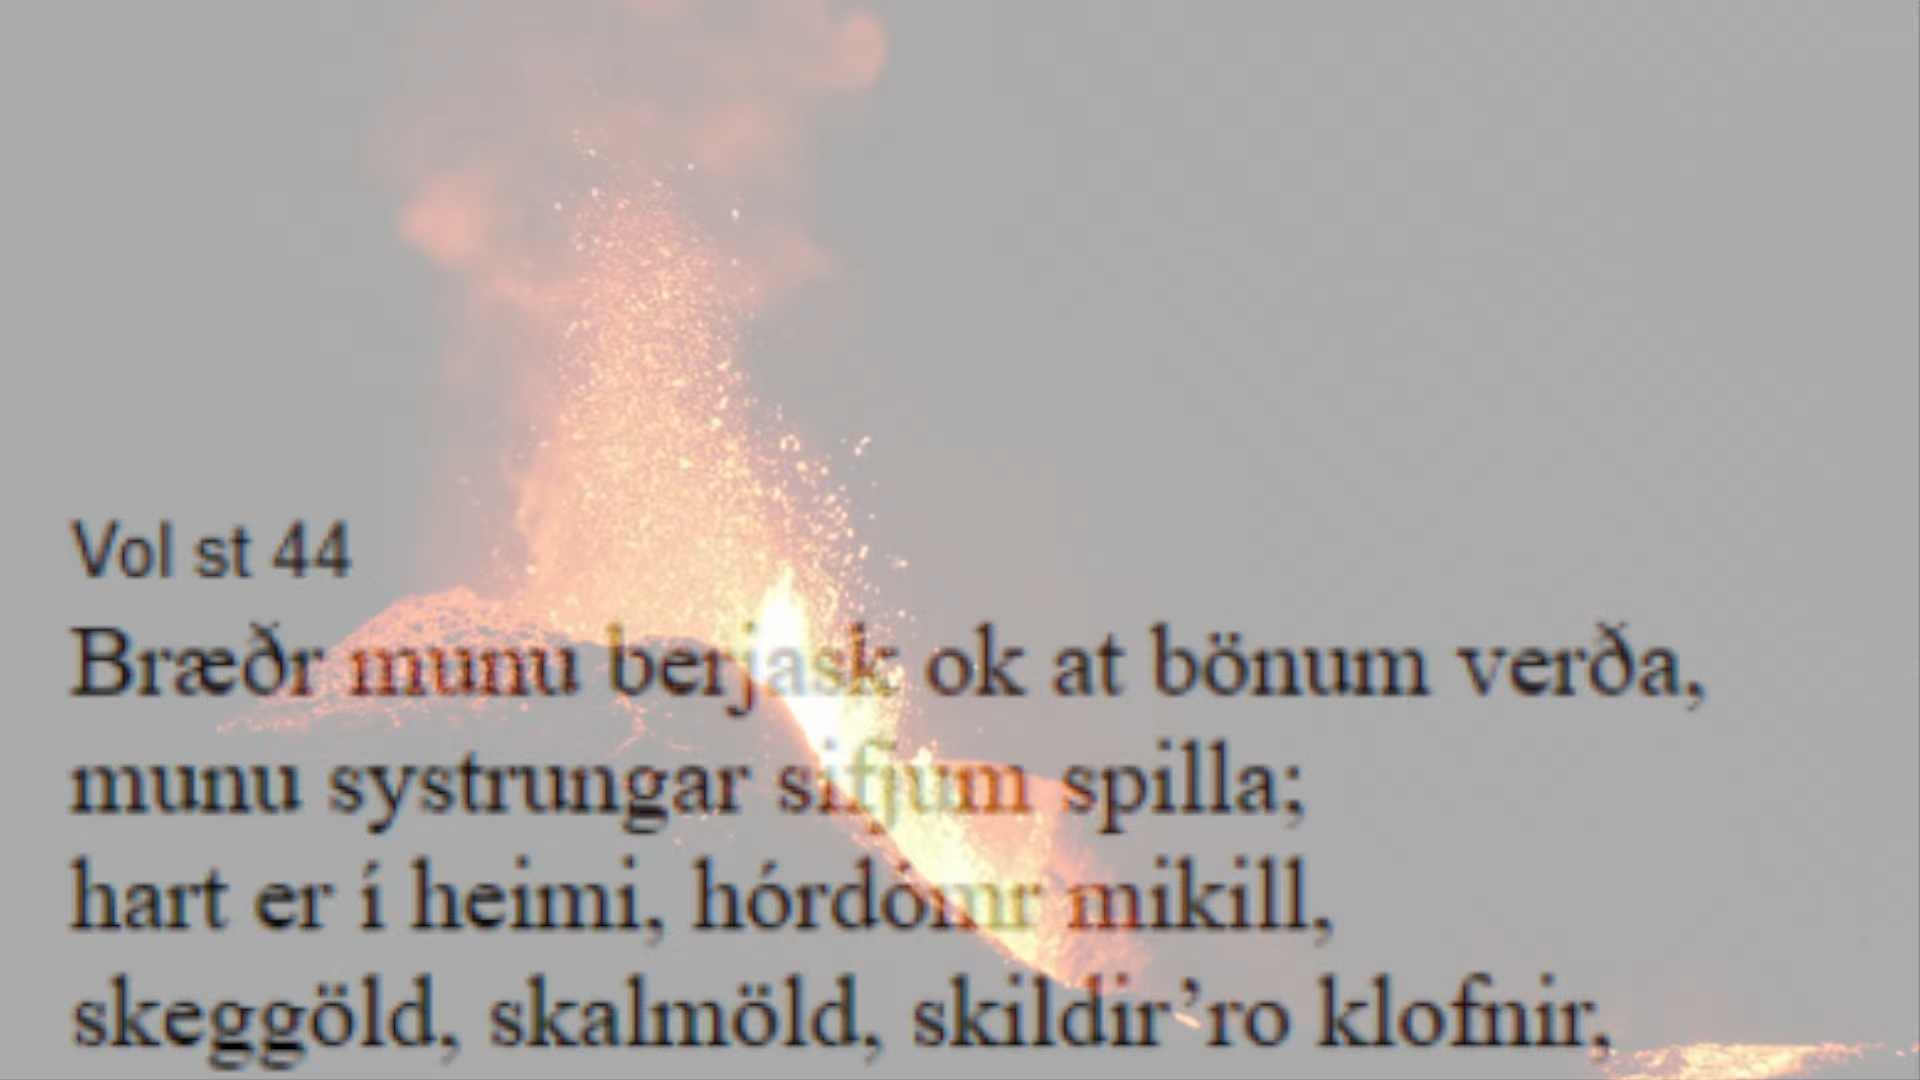 Vol st 44
Bræðr munu berjask ok at bönum verða,
munu systrungar sifjum spilla;
hart er í heimi, hórdómr mikill,
skeggöld, skalmöld, skildir’ro klofnir,